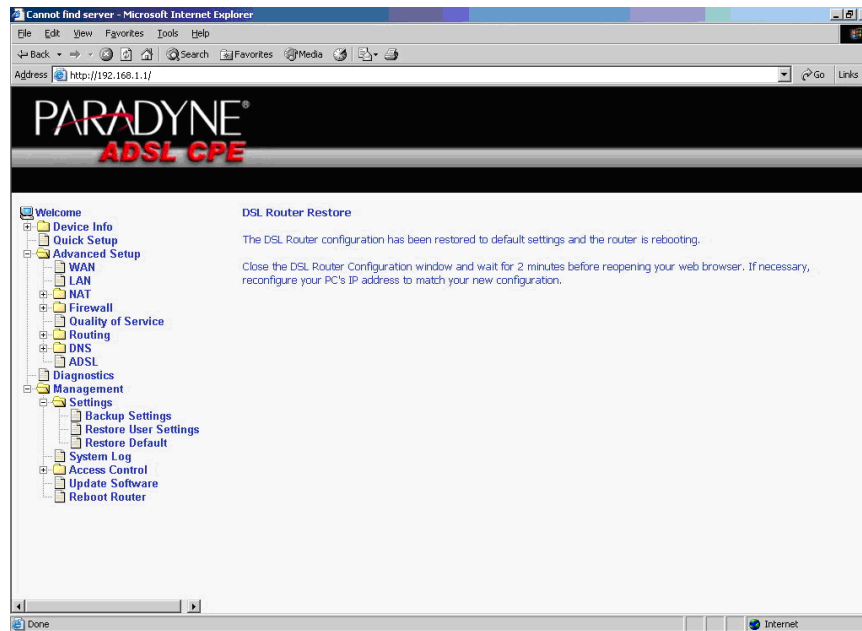 Cannot find server - Microsoft Internet Explorer
File Edit View Favorites Tools Help
Back Search Favorites Media
Address http://192.168.1.1/ Go Links
PARADYNE®
ADSL CPE
Welcome
Device Info
Quick Setup
Advanced Setup
WAN
LAN
NAT
Firewall
Quality of Service
Routing
DNS
ADSL
Diagnostics
Management
Settings
Backup Settings
Restore User Settings
Restore Default
System Log
Access Control
Update Software
Reboot Router
DSL Router Restore
The DSL Router configuration has been restored to default settings and the router is rebooting.
Close the DSL Router Configuration window and wait for 2 minutes before reopening your web browser. If necessary,
reconfigure your PC's IP address to match your new configuration.
Done Internet